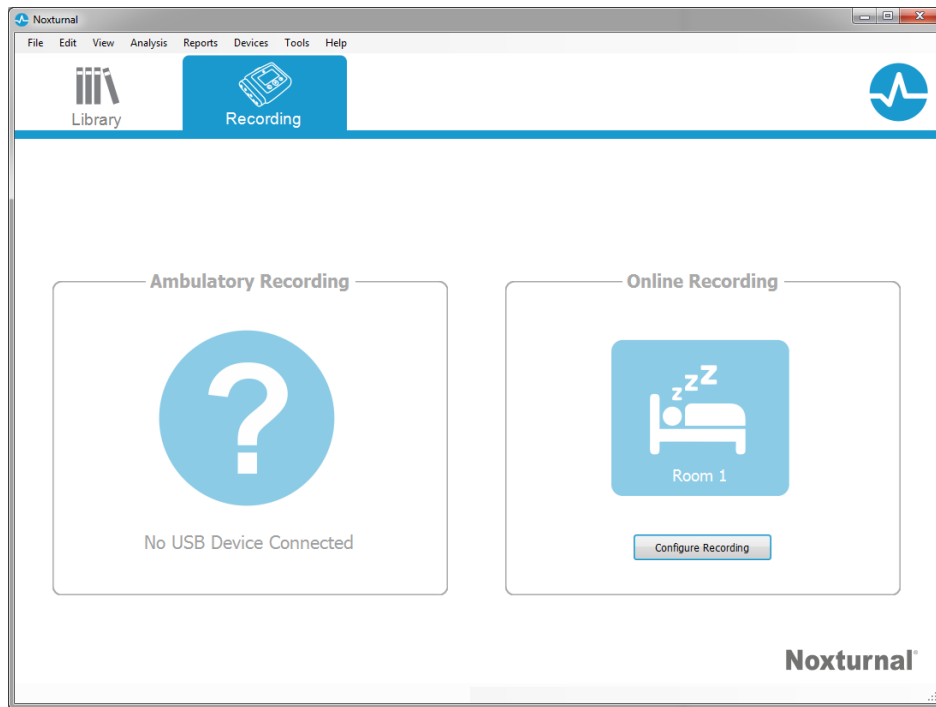 Noxturnal
File Edit View Analysis Reports Devices Tools Help
Library
Recording
Ambulatory Recording
?
No USB Device Connected
Online Recording
z z Z
Room 1
Configure Recording
Noxturnal®